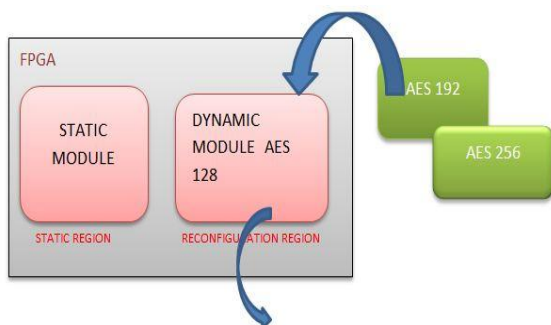 FPGA
STATIC
MODULE
DYNAMIC
MODULE AES
128
STATIC REGION
RECONFIGURATION REGION
AES 192
AES 256